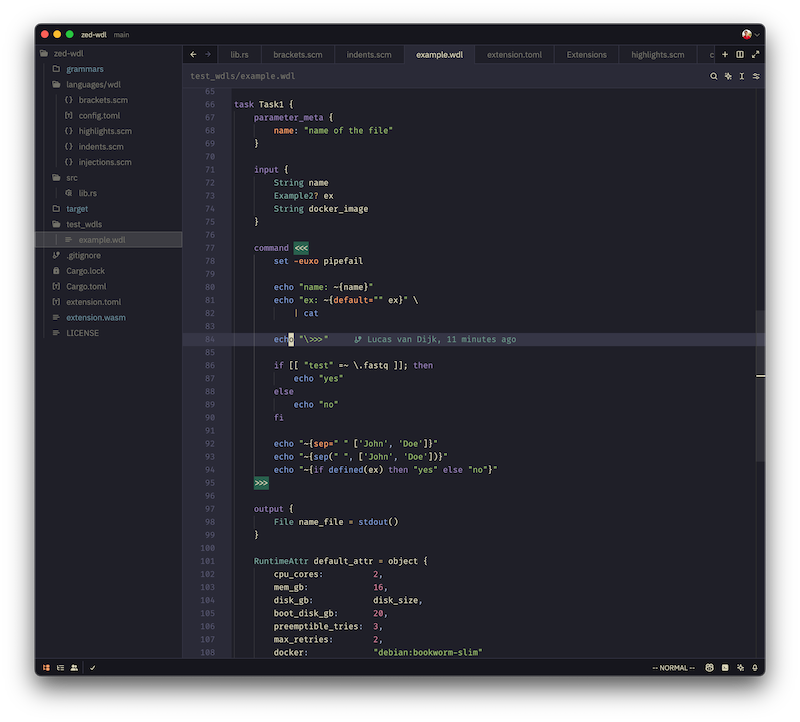 zed-wdl main
zed-wdl
grammars
languages/wdl
brackets.scm
config.toml
highlights.scm
indents.scm
injections.scm
src
lib.rs
target
test_wdls
example.wdl
.gitignore
Cargo.lock
Cargo.toml
extension.toml
extension.wasm
LICENSE
lib.rs brackets.scm indents.scm example.wdl extension.toml Extensions highlights.scm c
test_wdls/example.wdl
65
66 task Task1 {
67 parameter_meta {
68 name: "name of the file"
69 }
70
71 input {
72 String name
73 Example2? ex
74 String docker_image
75 }
76
77 command <<<
78 set -euxo pipefail
79
80 echo "name: ~{name}"
81 echo "ex: ~{default="" ex}" \
82 | cat
83
84 echo "\>>>" Lucas van Dijk, 11 minutes ago
85
86 if [[ "test" =~ \.fastq ]]; then
87 echo "yes"
88 else
89 echo "no"
90 fi
91
92 echo "~{sep=" " ['John', 'Doe']}"
93 echo "~{sep(" ", ['John', 'Doe'])}"
94 echo "~{if defined(ex) then "yes" else "no"}"
95 >>>
96
97 output {
98 File name_file = stdout()
99 }
100
101 RuntimeAttr default_attr = object {
102 cpu_cores: 2,
103 mem_gb: 16,
104 disk_gb: disk_size,
105 boot_disk_gb: 20,
106 preemptible_tries: 3,
107 max_retries: 2,
108 docker: "debian:bookworm-slim"
-- NORMAL --